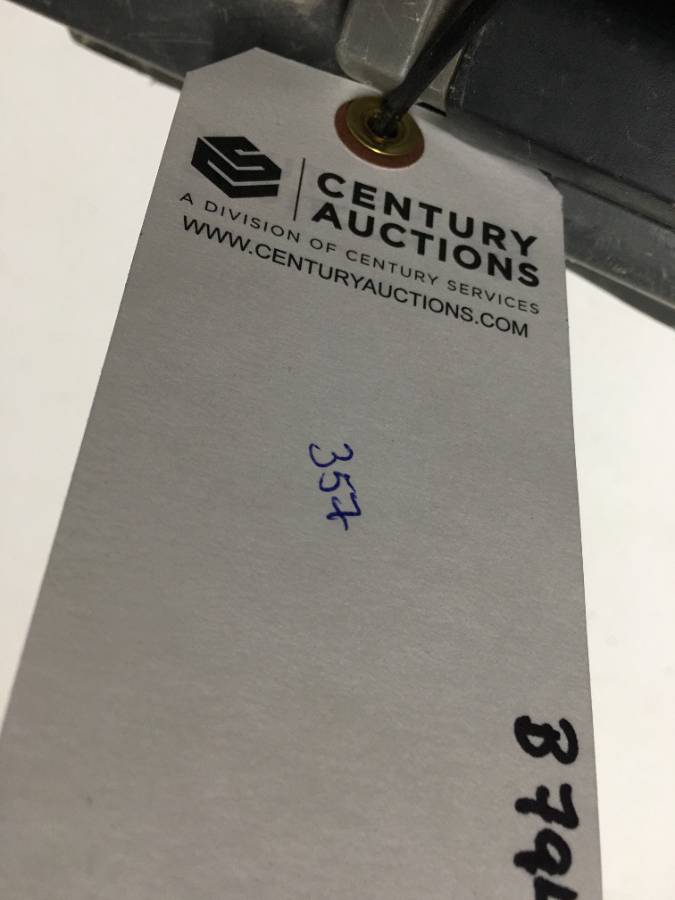 CENTURY
AUCTIONS
A DIVISION OF CENTURY SERVICES
WWW.CENTURYAUCTIONS.COM
357